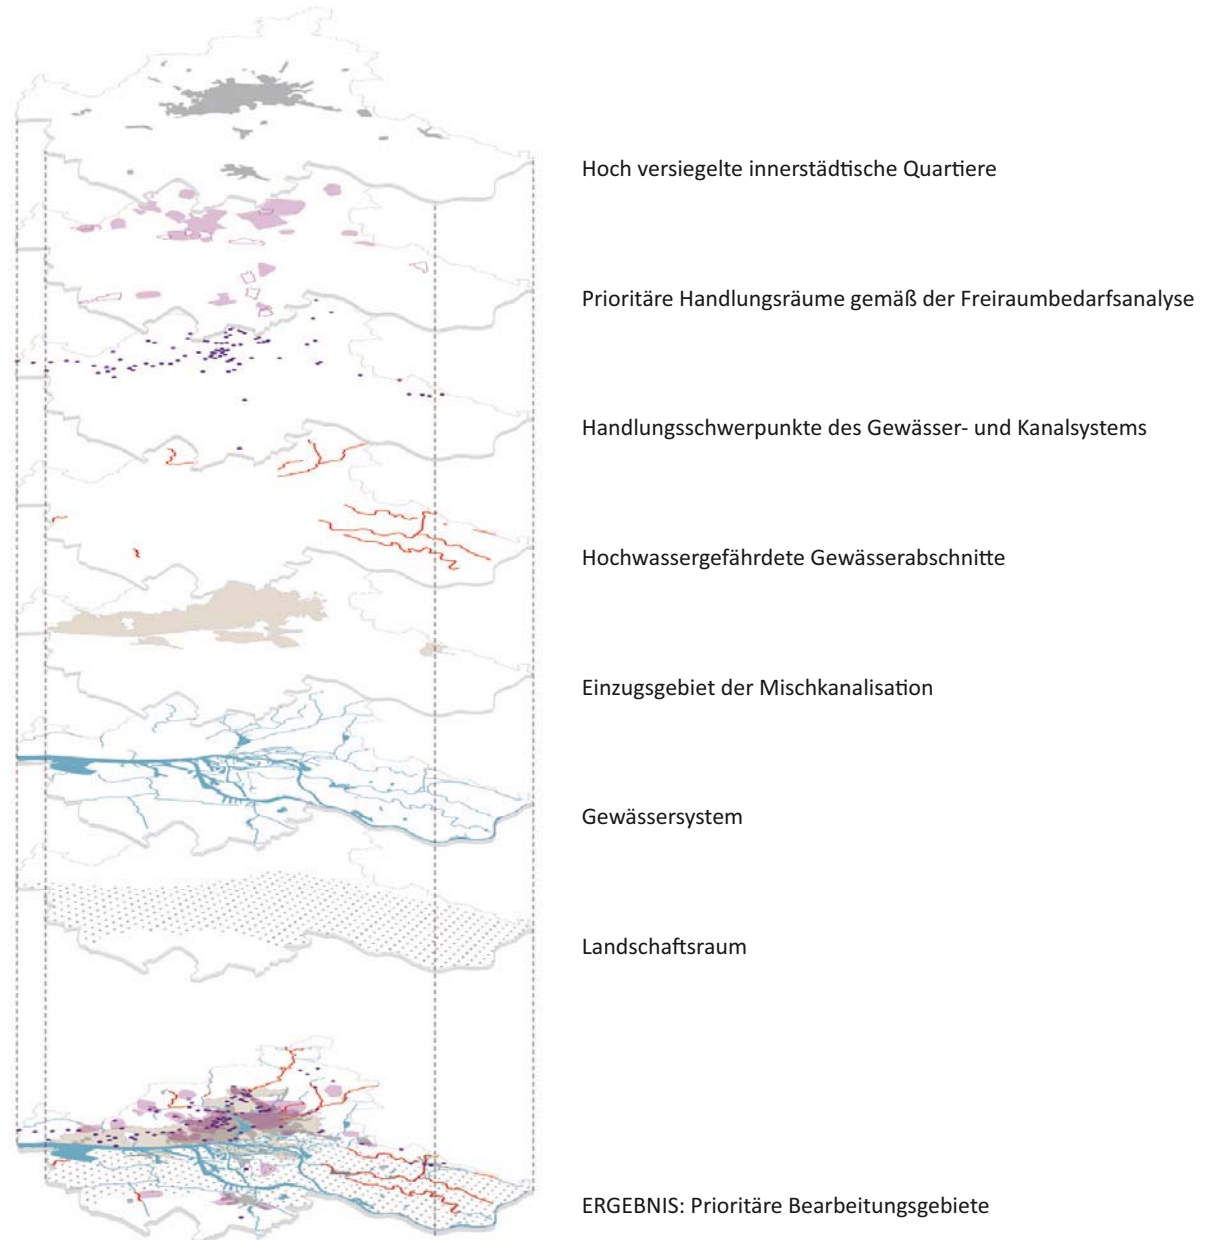 Hoch versiegelte innerstädtische Quartiere
Prioritäre Handlungsräume gemäß der Freiraumbedarfsanalyse
Handlungsschwerpunkte des Gewässer- und Kanalsystems
Hochwassergefährdete Gewässerabschnitte
Einzugsgebiet der Mischkanalisation
Gewässersystem
Landschaftsraum
ERGEBNIS: Prioritäre Bearbeitungsgebiete